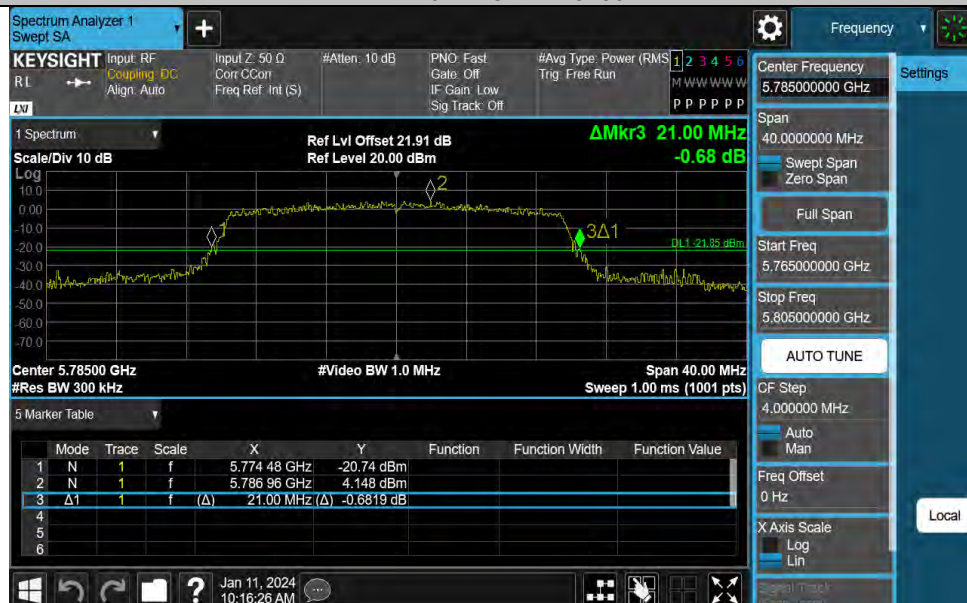 Spectrum Analyzer 1
Swept SA
+
Frequency
KEYSIGHT
RL
LXI
Input: RF
Coupling: DC
Align: Auto
Input Z: 50 Ω
Corr CCorr
Freq Ref: Int (S)
#Atten: 10 dB
PNO: Fast
Gate: Off
IF Gain: Low
Sig Track: Off
#Avg Type: Power (RMS)
Trig: Free Run
1 2 3 4 5 6
M W W W W W
P P P P P P
1 Spectrum
Scale/Div 10 dB
Ref Lvl Offset 21.91 dB
Ref Level 20.00 dBm
ΔMkr3 21.00 MHz
-0.68 dB
Log
10.0
0.00
-10.0
-20.0
-30.0
-40.0
-50.0
-60.0
-70.0
1
2
3Δ1
DL1 -21.85 dBm
Center 5.78500 GHz
#Res BW 300 kHz
#Video BW 1.0 MHz
Span 40.00 MHz
Sweep 1.00 ms (1001 pts)
5 Marker Table
Mode Trace Scale X Y Function Function Width Function Value
1 N 1 f 5.774 48 GHz -20.74 dBm
2 N 1 f 5.786 96 GHz 4.148 dBm
3 Δ1 1 f (Δ) 21.00 MHz (Δ) -0.6819 dB
4
5
6
?
Jan 11, 2024
10:16:26 AM
Center Frequency
5.785000000 GHz
Span
40.0000000 MHz
Swept Span
Zero Span
Full Span
Start Freq
5.765000000 GHz
Stop Freq
5.805000000 GHz
AUTO TUNE
CF Step
4.000000 MHz
Auto
Man
Freq Offset
0 Hz
X Axis Scale
Log
Lin
Signal Track
Settings
Local